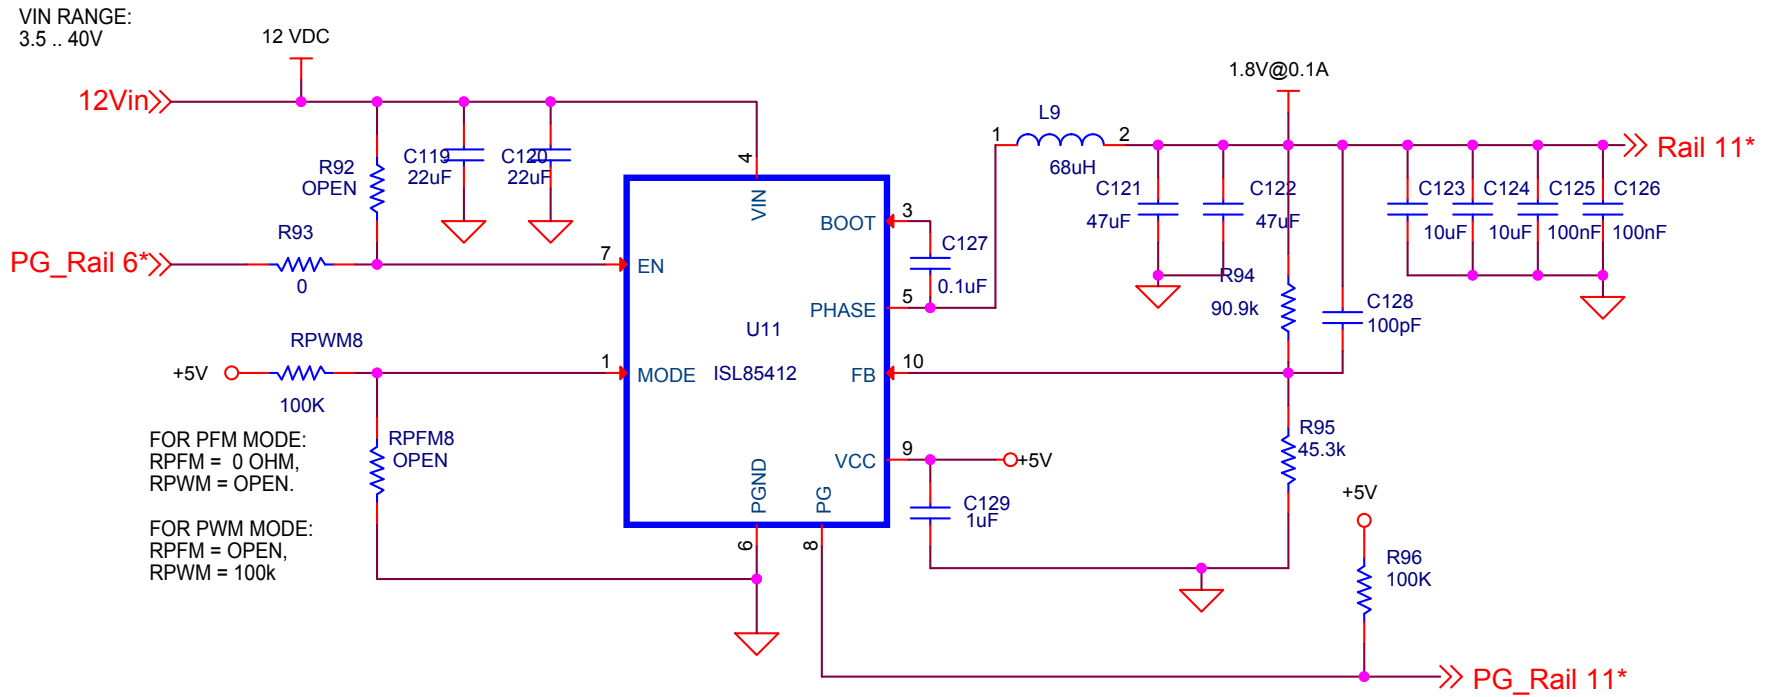 VIN RANGE:
3.5 .. 40V
12 VDC
12Vin
R92
OPEN
C119
22uF
C120
22uF
4
VIN
R93
0
PG_Rail 6*
7
EN
RPWM8
+5V
100K
1
MODE
RPFM8
OPEN
FOR PFM MODE:
RPFM = 0 OHM,
RPWM = OPEN.
FOR PWM MODE:
RPFM = OPEN,
RPWM = 100k
U11
ISL85412
BOOT
3
C127
0.1uF
PHASE
5
FB
10
VCC
9
+5V
C129
1uF
PGND
6
PG
8
1
L9
2
68uH
1.8V@0.1A
Rail 11*
C121
47uF
C122
47uF
C123
10uF
C124
10uF
C125
100nF
C126
100nF
R94
90.9k
C128
100pF
R95
45.3k
+5V
R96
100K
PG_Rail 11*